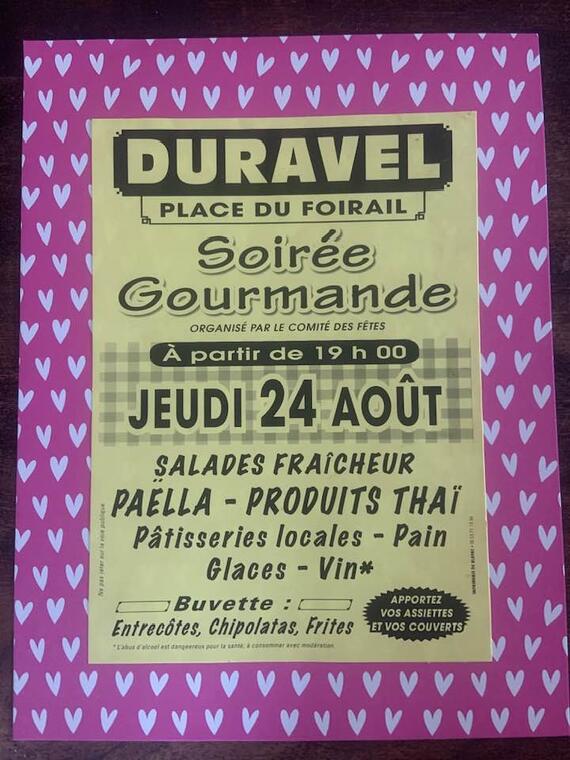 DURAVEL
PLACE DU FOIRAIL
Soirée
Gourmande
ORGANISÉ PAR LE COMITÉ DES FÊTES
À partir de 19 h 00
JEUDI 24 AOÛT
SALADES FRAÎCHEUR
PAËLLA - PRODUITS THAÏ
Pâtisseries locales - Pain
Glaces - Vin*
Buvette :
Entrecôtes, Chipolatas, Frites
APPORTEZ
VOS ASSIETTES
ET VOS COUVERTS
* L'abus d'alcool est dangereux pour la santé, à consommer avec modération.
Ne pas jeter sur la voie publique